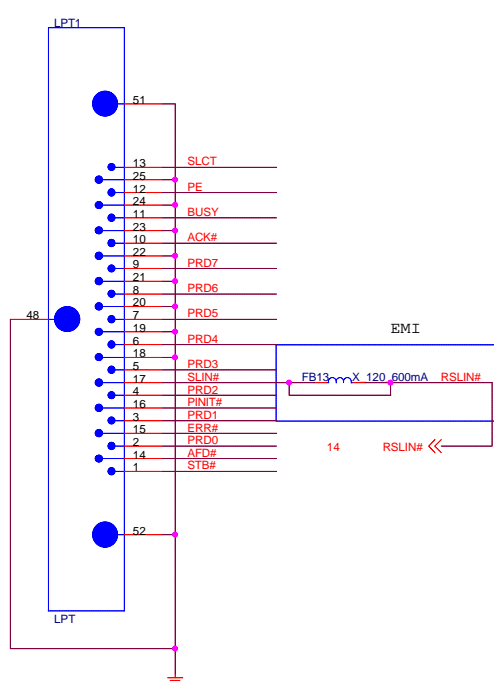 LPT1
51
13 SLCT
25
12 PE
24
11 BUSY
23
10 ACK#
22
9 PRD7
21
8 PRD6
20
48
7 PRD5
19
EMI
6 PRD4
18
5 PRD3
17 SLIN# FB13 X_120_600mA RSLIN#
4 PRD2
16 PINIT#
3 PRD1
15 ERR#
2 PRD0 14 RSLIN#
14 AFD#
1 STB#
52
LPT